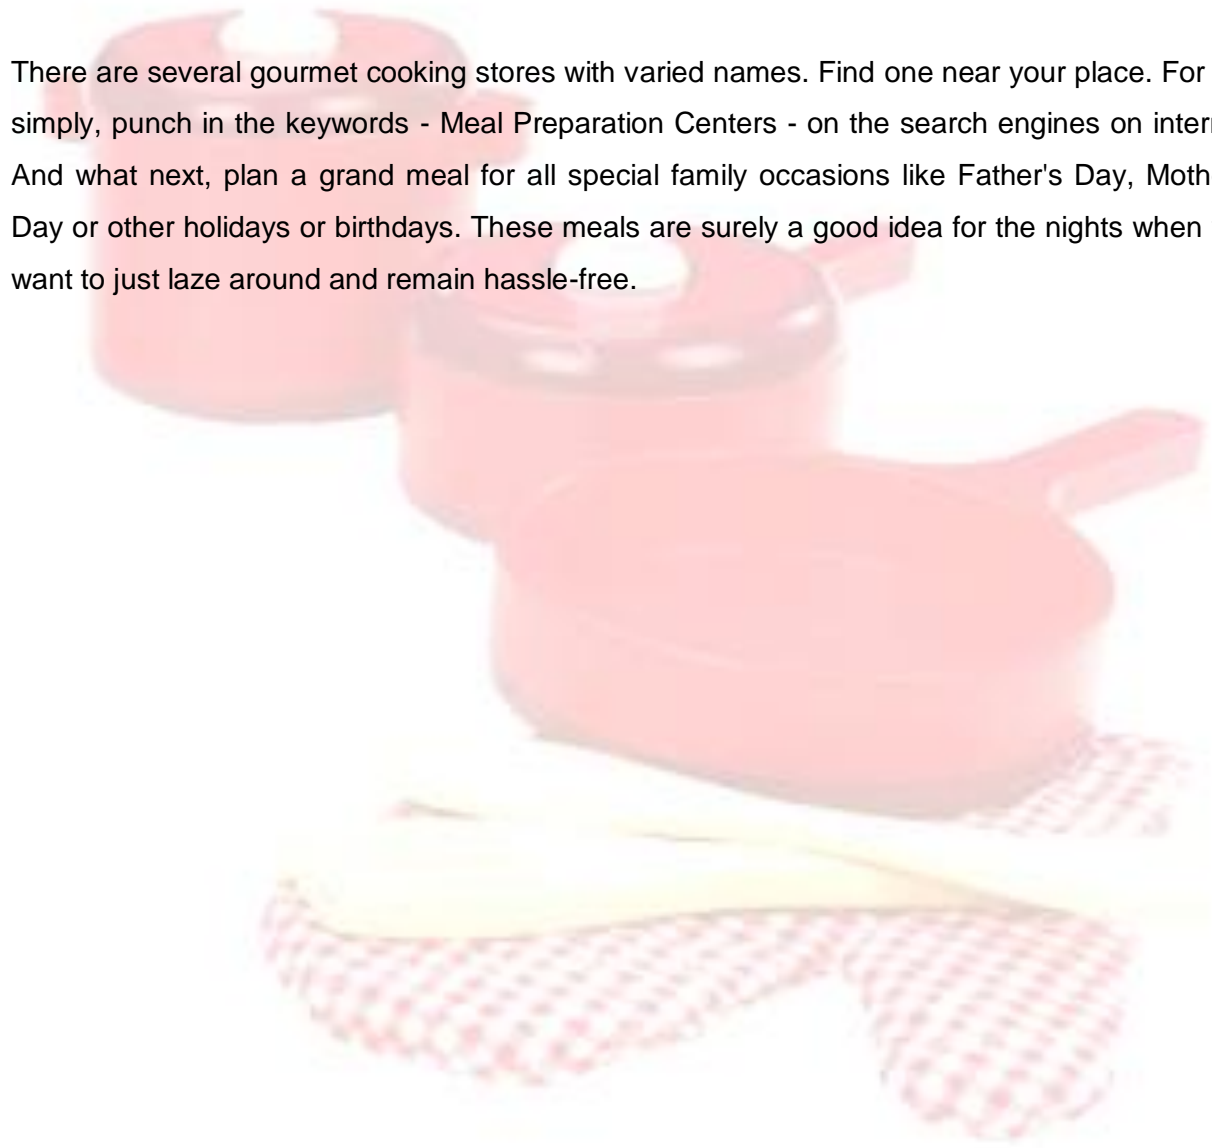 There are several gourmet cooking stores with varied names. Find one near your place. For
simply, punch in the keywords - Meal Preparation Centers - on the search engines on
And what next, plan a grand meal for all special family occasions like Father's Day,
Day or other holidays or birthdays. These meals are surely a good idea for the nights when
want to just laze around and remain hassle-free.